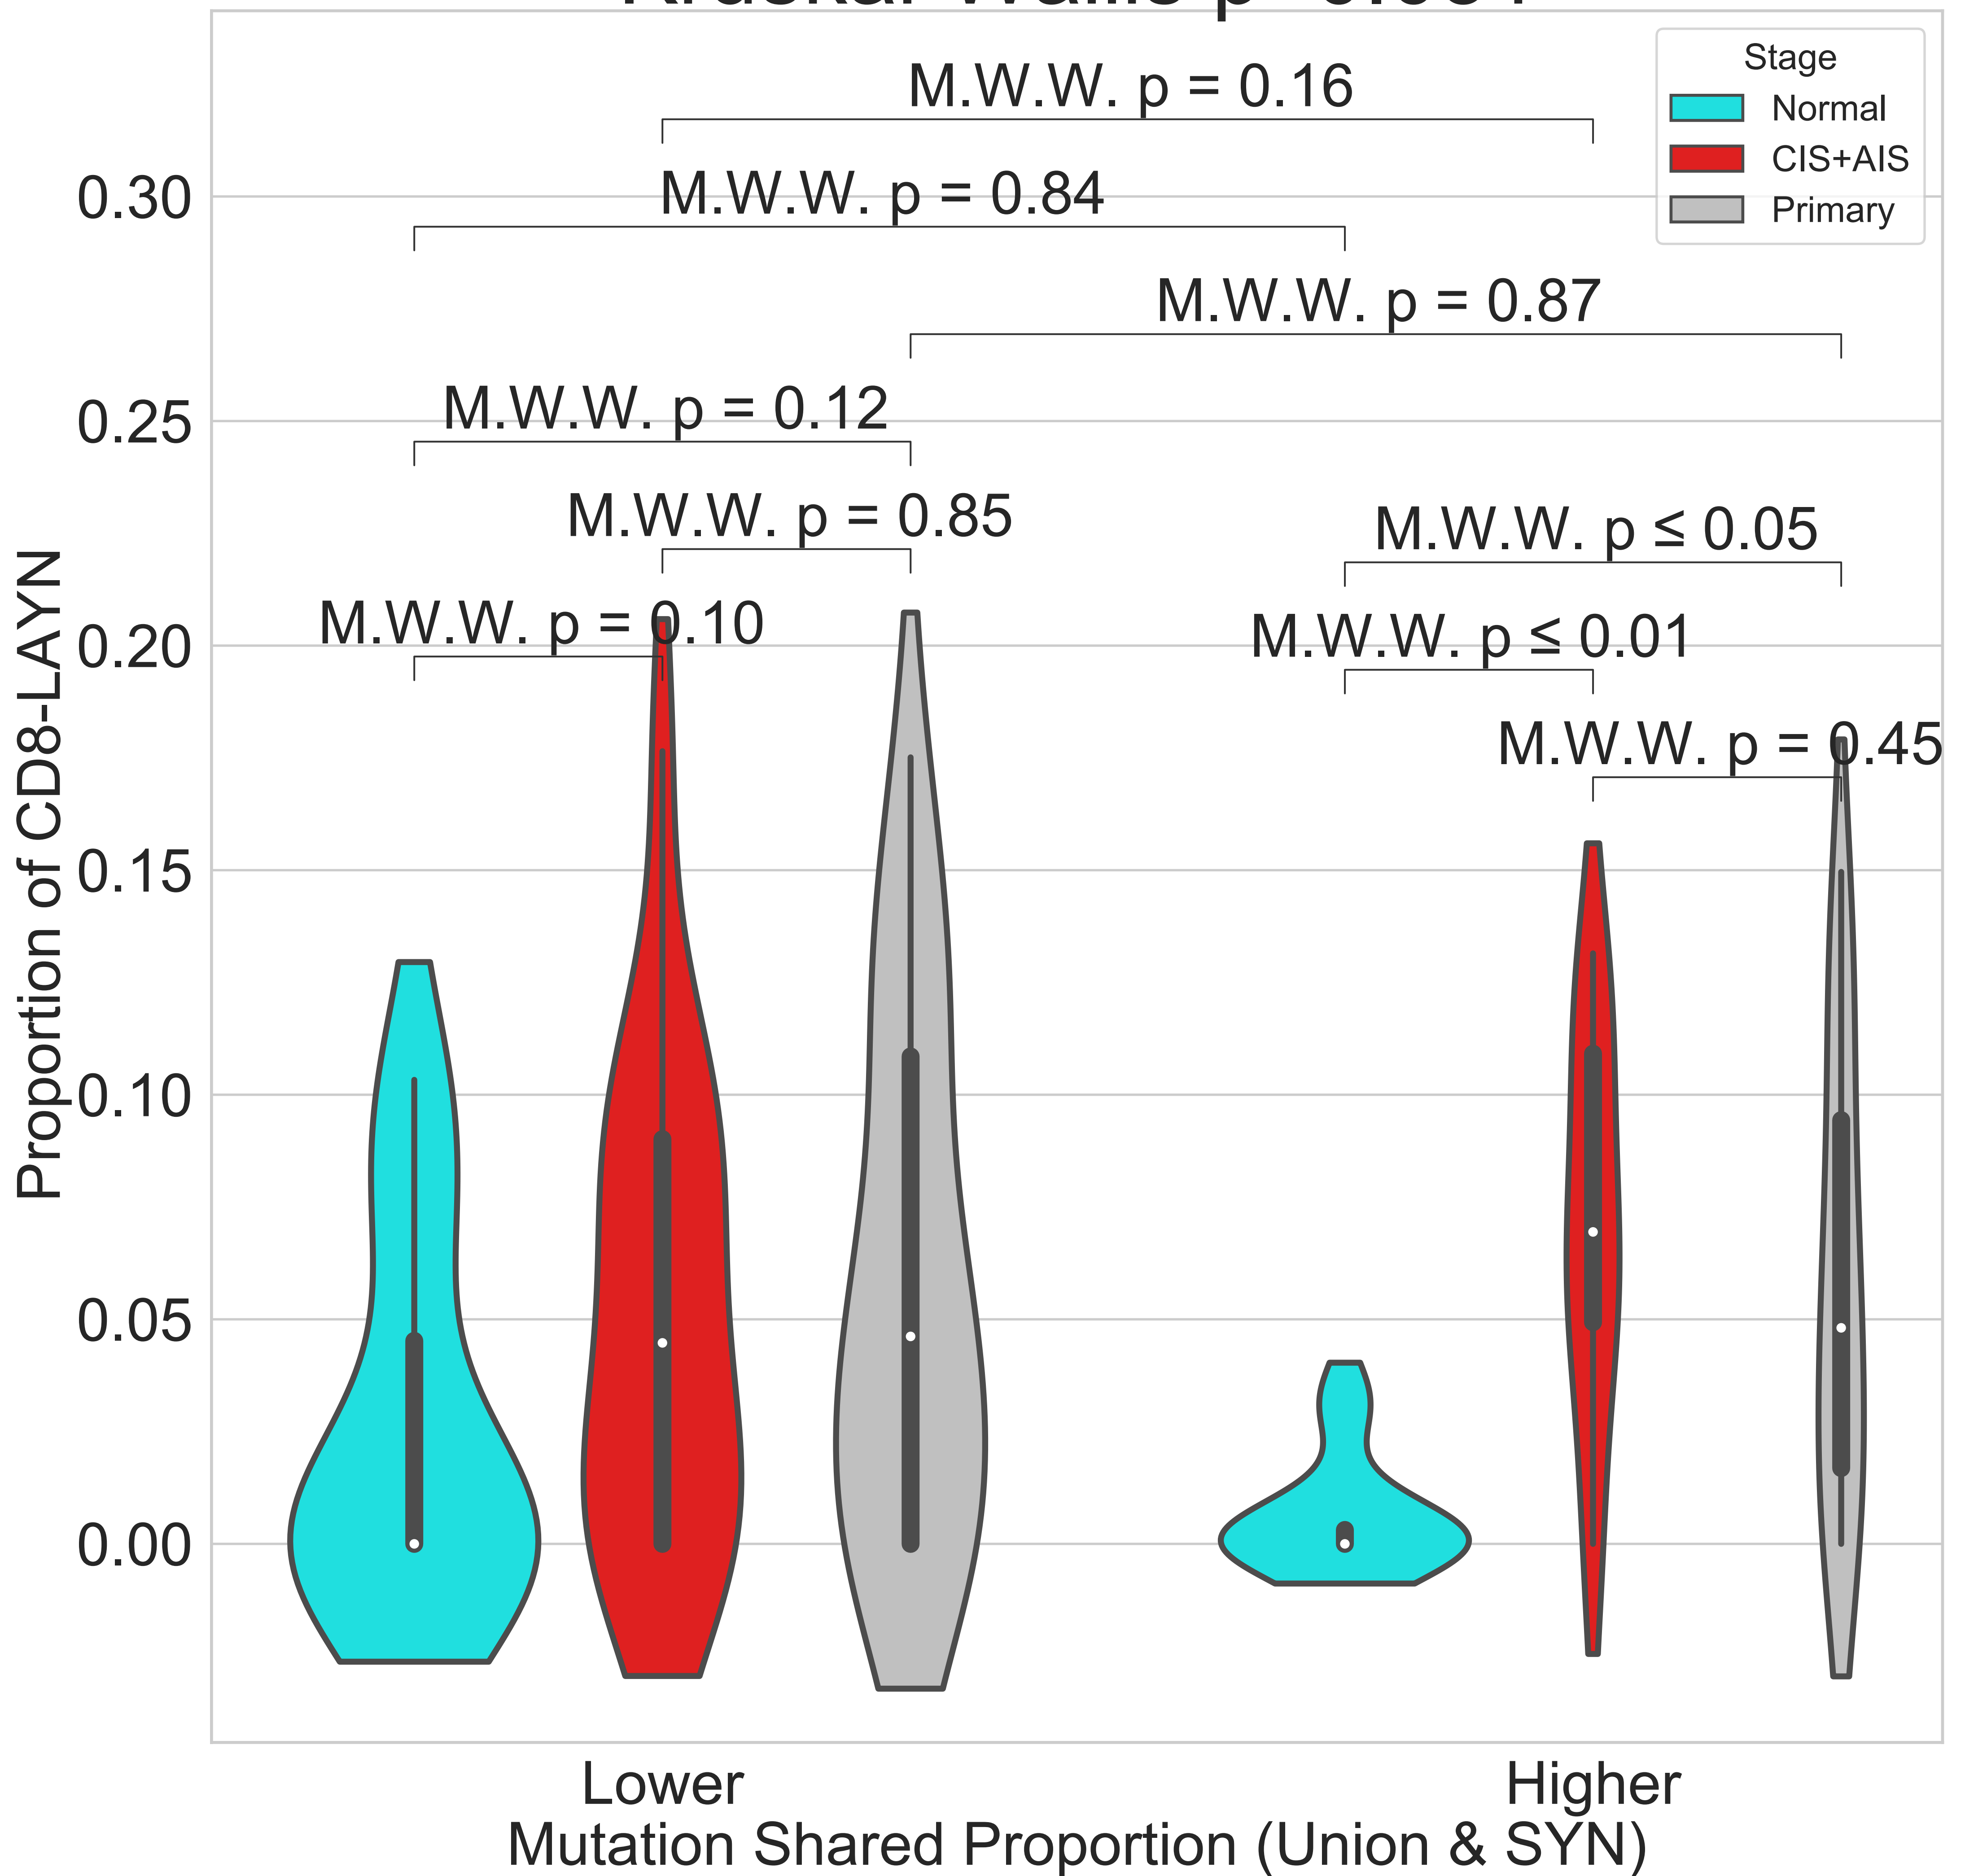 M.W.W. p = 0.16
M.W.W. p = 0.84
M.W.W. p = 0.87
M.W.W. p = 0.12
M.W.W. p = 0.85
M.W.W. p ≤ 0.05
M.W.W. p = 0.10
M.W.W. p ≤ 0.01
M.W.W. p = 0.45
Stage
Normal
CIS+AIS
Primary
Proportion of CD8-LAYN
0.30
0.25
0.20
0.15
0.10
0.05
0.00
Lower
Higher
Mutation Shared Proportion (Union & SYN)